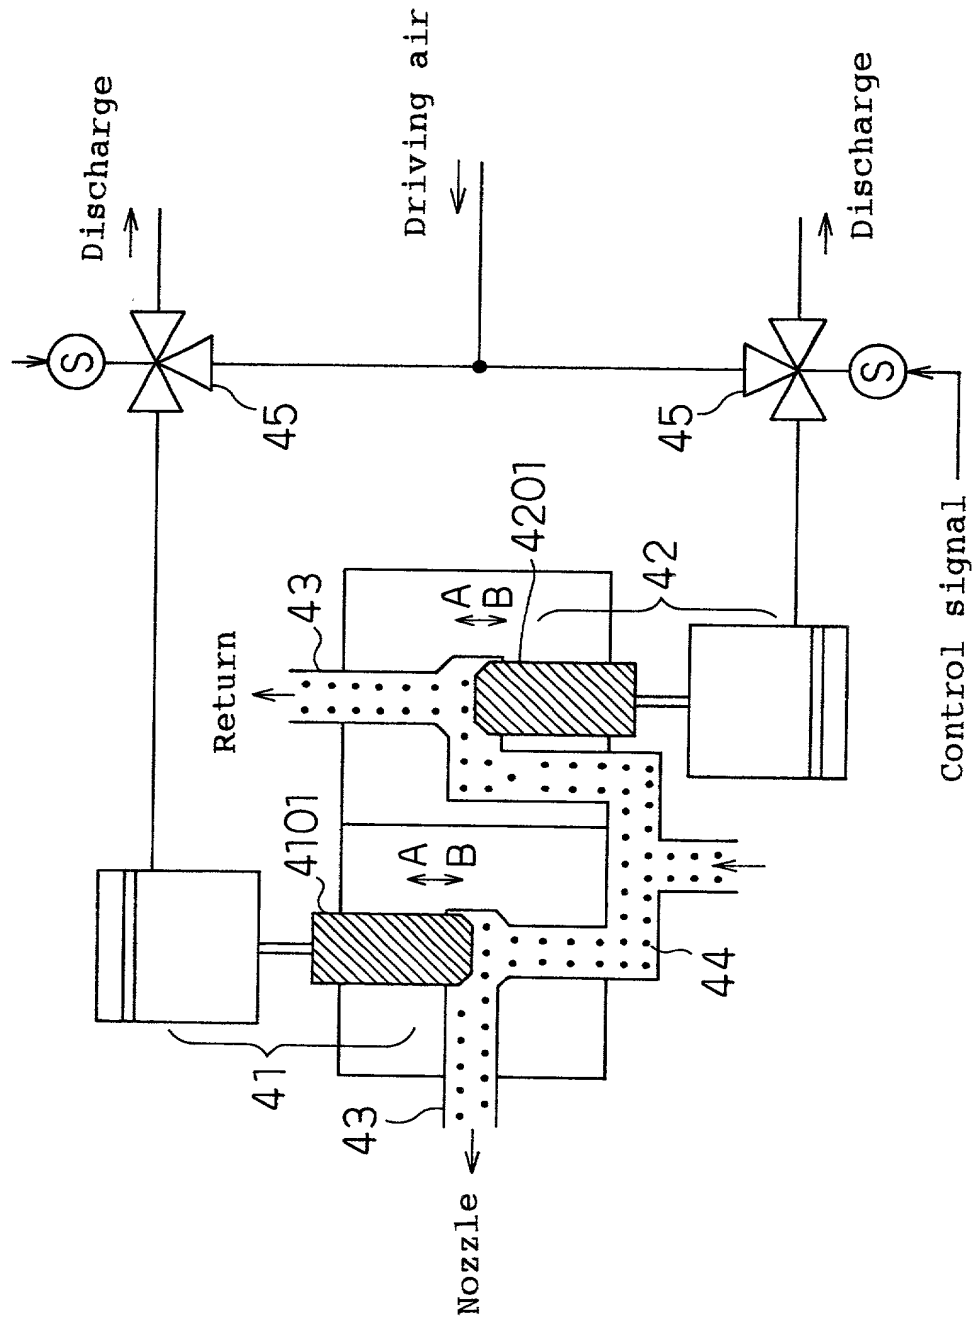 Discharge
Driving air
Discharge
S
S
45
45
4201
Control signal
43
A
B
42
Return
4101
A
B
44
41
43
Nozzle